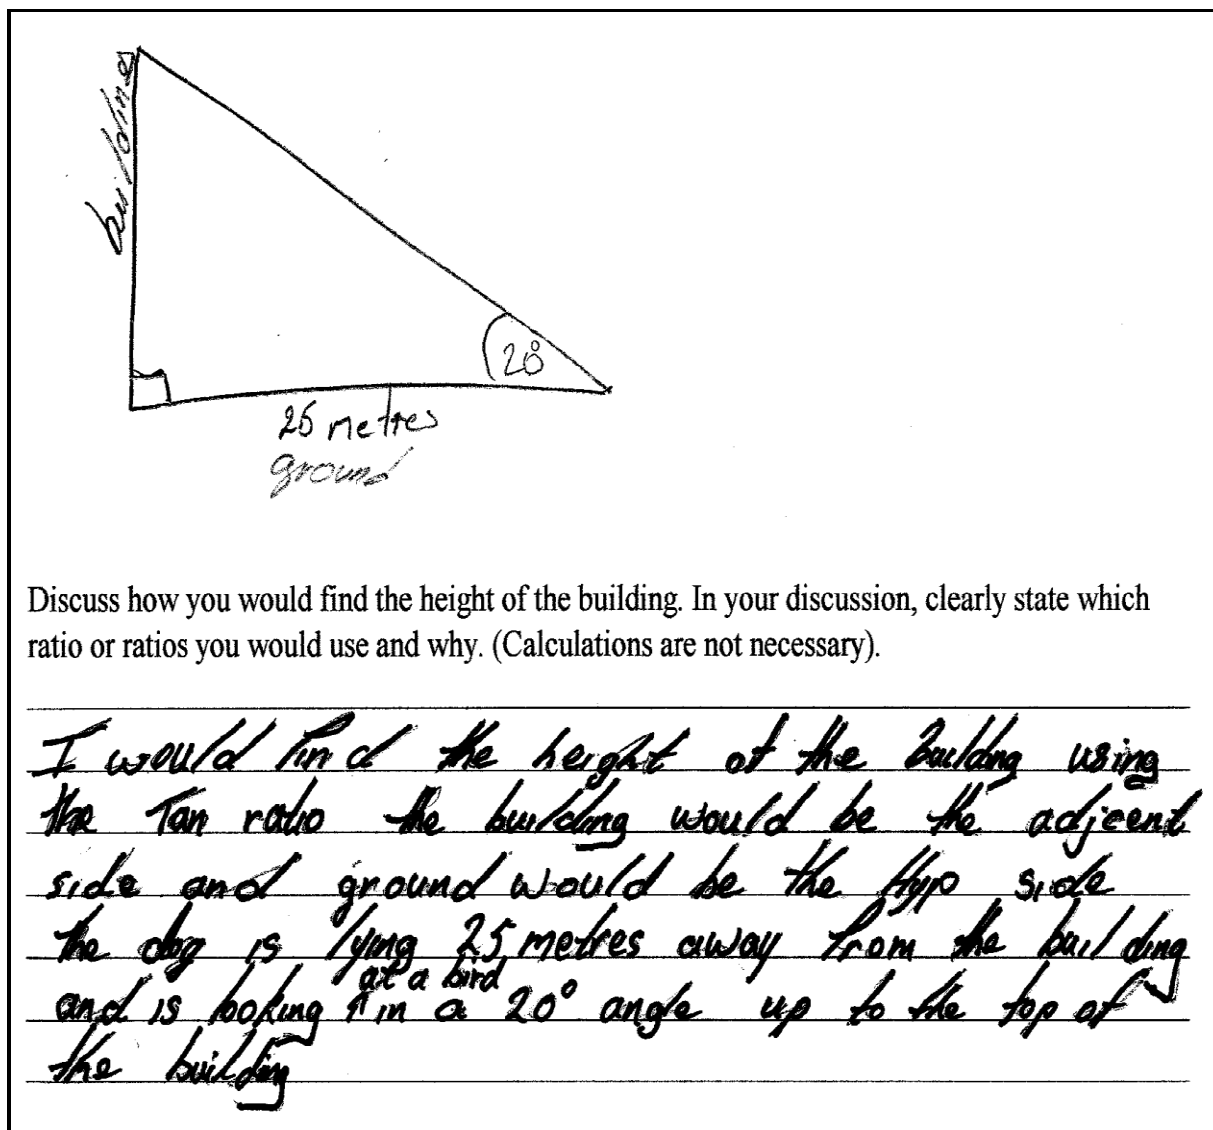 building
20°
25 metres
ground
Discuss how you would find the height of the building. In your discussion, clearly state which
ratio or ratios you would use and why. (Calculations are not necessary).
I would find the height of the building using
the Tan ratio the building would be the adjcent
side and ground would be the Hyp side
the dog is lying 25 metres away from the building
at a bird
and is looking ↑ in a 20° angle up to the top of
the building